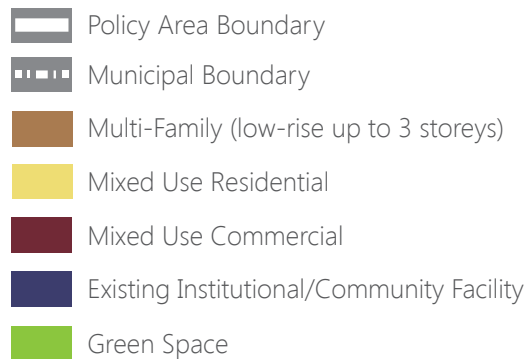 Policy Area Boundary
Municipal Boundary
Multi-Family (low-rise up to 3 storeys)
Mixed Use Residential
Mixed Use Commercial
Existing Institutional/Community Facility
Green Space